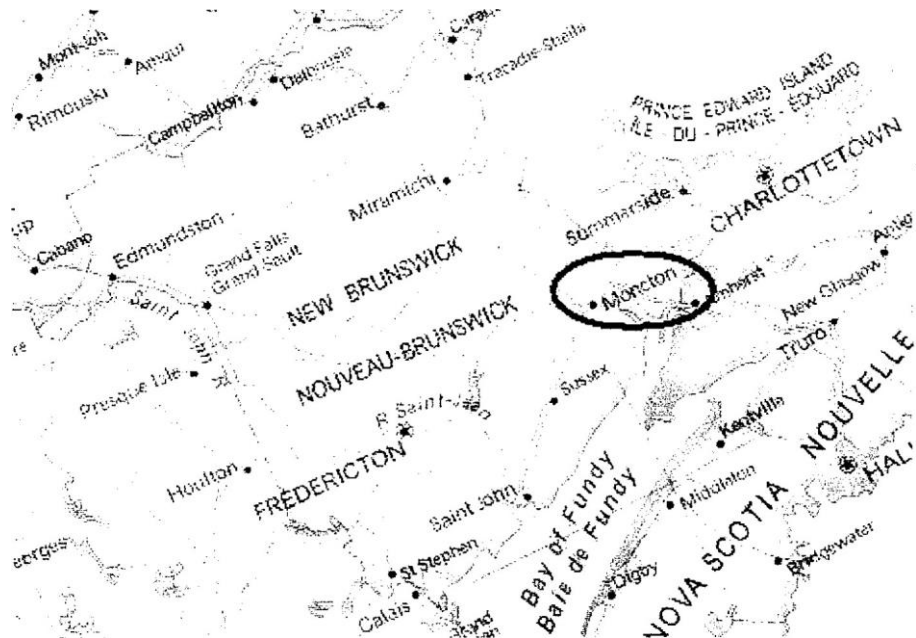 Amqui
Rimouski
Campbellton
Dalhousie
Bathurst
Tracadie-Sheila
PRINCE EDWARD ISLAND
ÎLE DU - PRINCE - ÉDOUARD
Miramichi
Summerside
CHARLOTTETOWN
Cabano
Edmundston
Grand Falls
Grand-Sault
Saint John
NEW BRUNSWICK
NOUVEAU-BRUNSWICK
Moncton
Amherst
New Glasgow
Truro
Presque Isle
Sussex
R. Saint-Jean
Kentville
NOUVELLE
Houlton
FREDERICTON
Saint John
Bay of Fundy
Baie de Fundy
Middleton
NOVA SCOTIA
HAL
St Stephen
Calais
Digby
Bridgewater